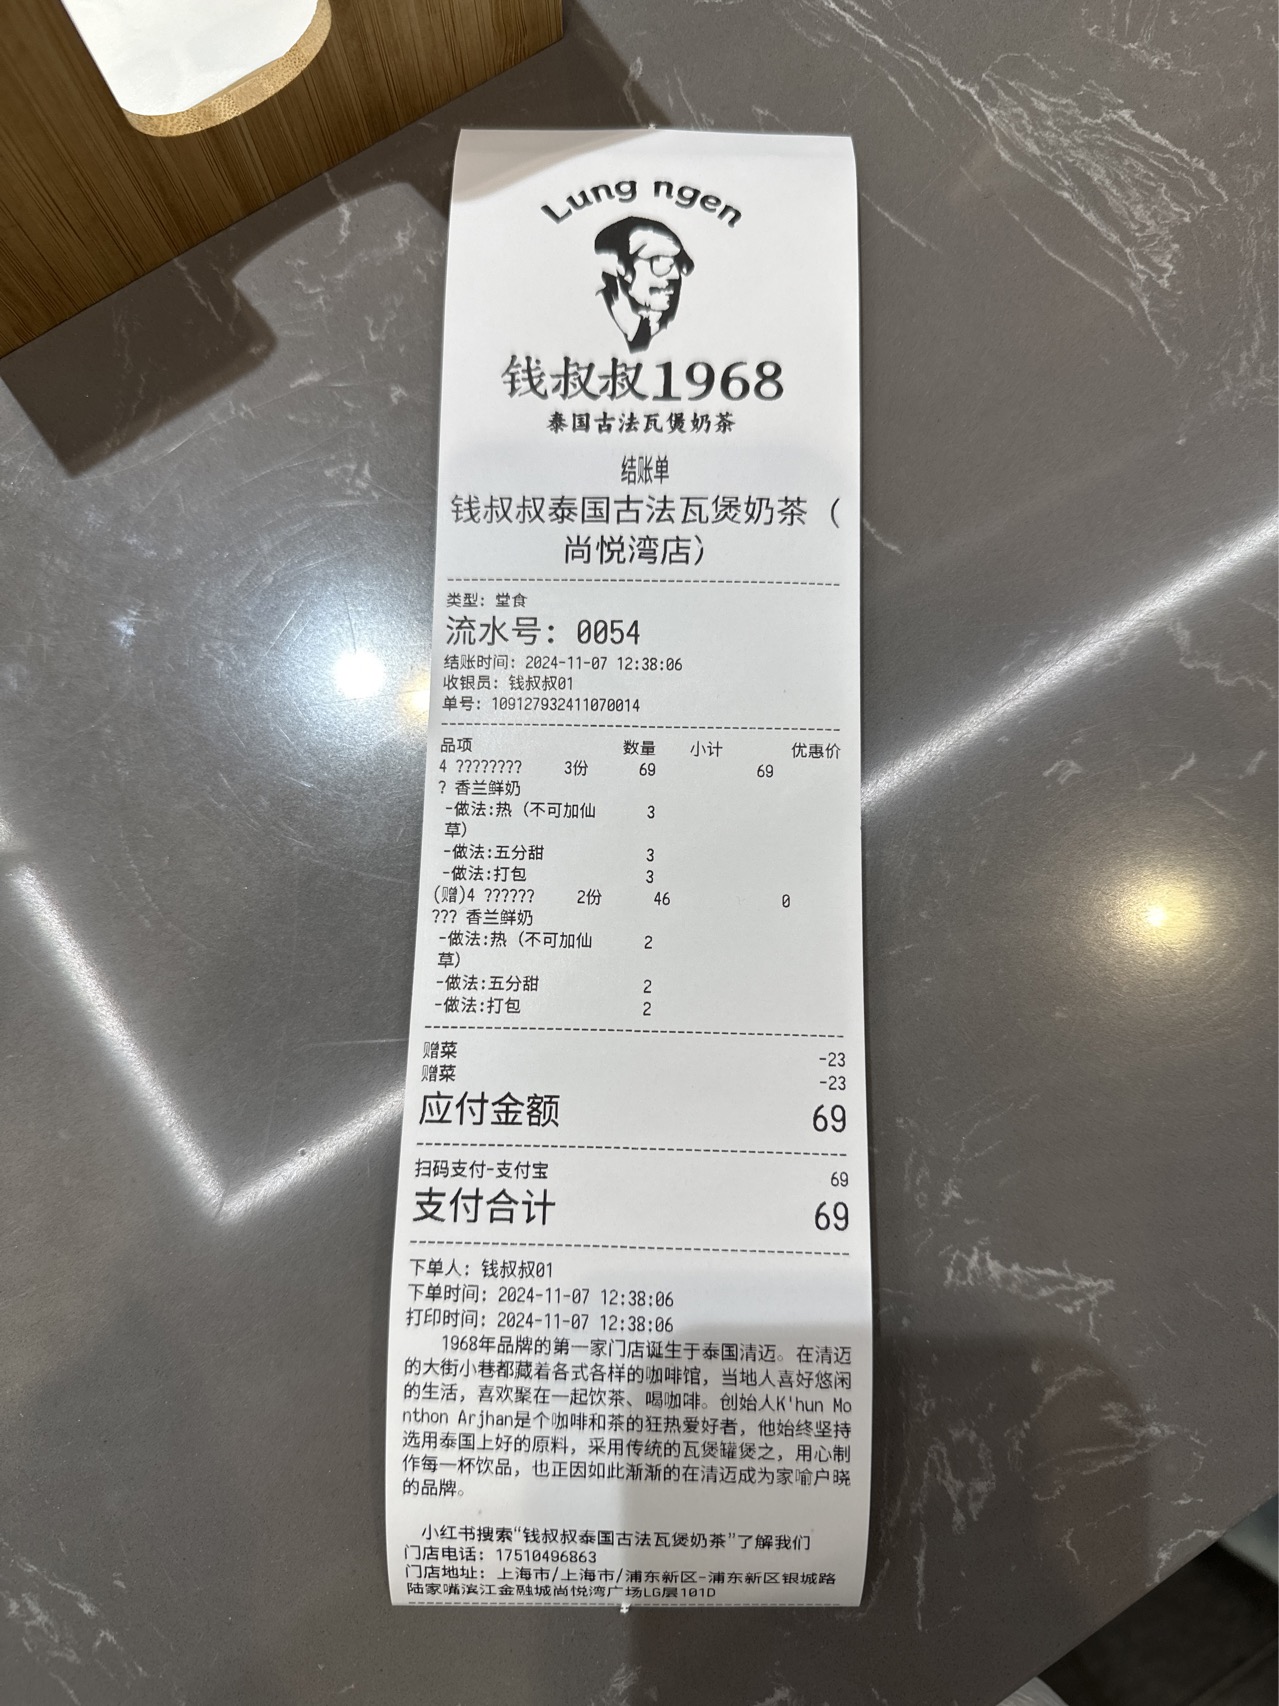 Lung ngen
钱叔叔1968
泰国古法瓦煲奶茶
结账单
钱叔叔泰国古法瓦煲奶茶（
尚悦湾店）
类型: 堂食
流水号: 0054
结账时间: 2024-11-07 12:38:06
收银员: 钱叔叔01
单号: 109127932411070014
品项 数量 小计 优惠价
4 ???????? 3份 69 69
? 香兰鲜奶
-做法:热（不可加仙 3
草）
-做法:五分甜 3
-做法:打包 3
(赠)4 ?????? 2份 46 0
??? 香兰鲜奶
-做法:热（不可加仙 2
草）
-做法:五分甜 2
-做法:打包 2
赠菜 -23
赠菜 -23
应付金额 69
扫码支付-支付宝 69
支付合计 69
下单人: 钱叔叔01
下单时间: 2024-11-07 12:38:06
打印时间: 2024-11-07 12:38:06
1968年品牌的第一家门店诞生于泰国清迈。在清迈
的大街小巷都藏着各式各样的咖啡馆，当地人喜好悠闲
的生活，喜欢聚在一起饮茶、喝咖啡。创始人K'hun Mo
nthon Arjhan是个咖啡和茶的狂热爱好者，他始终坚持
选用泰国上好的原料，采用传统的瓦煲罐煲之，用心制
作每一杯饮品，也正因如此渐渐的在清迈成为家喻户晓
的品牌。
小红书搜索“钱叔叔泰国古法瓦煲奶茶”了解我们
门店电话: 17510496863
门店地址: 上海市/上海市/浦东新区-浦东新区银城路
陆家嘴滨江金融城尚悦湾广场LG层101D